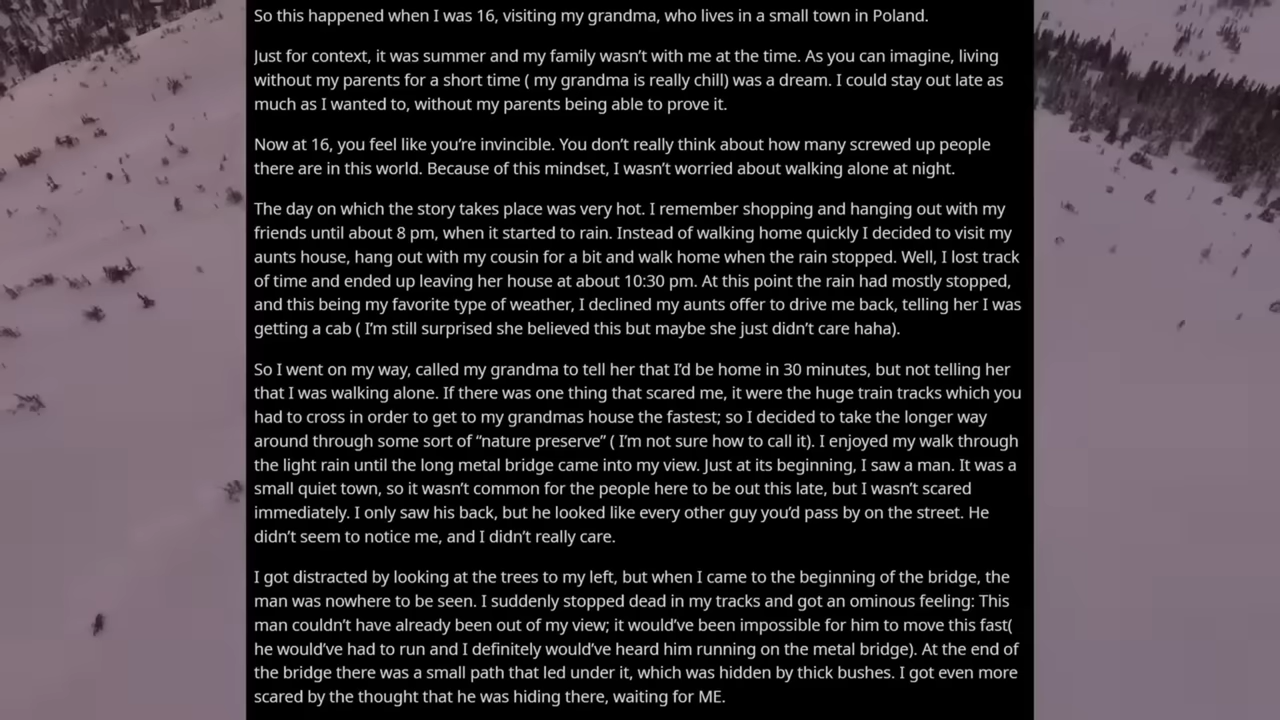 So this happened when I was 16, visiting my grandma, who lives in a small town in Poland.
Just for context, it was summer and my family wasn't with me at the time. As you can imagine, living
without my parents for a short time ( my grandma is really chill) was a dream. I could stay out late as
much as I wanted to, without my parents being able to prove it.
Now at 16, you feel like you're invincible. You don't really think about how many screwed up people
there are in this world. Because of this mindset, I wasn't worried about walking alone at night.
The day on which the story takes place was very hot. I remember shopping and hanging out with my
friends until about 8 pm, when it started to rain. Instead of walking home quickly I decided to visit my
aunts house, hang out with my cousin for a bit and walk home when the rain stopped. Well, I lost track
of time and ended up leaving her house at about 10:30 pm. At this point the rain had mostly stopped,
and this being my favorite type of weather, I declined my aunts offer to drive me back, telling her I was
getting a cab ( I'm still surprised she believed this but maybe she just didn't care haha).
So I went on my way, called my grandma to tell her that I'd be home in 30 minutes, but not telling her
that I was walking alone. If there was one thing that scared me, it were the huge train tracks which you
had to cross in order to get to my grandmas house the fastest; so I decided to take the longer way
around through some sort of “nature preserve” ( I'm not sure how to call it). I enjoyed my walk through
the light rain until the long metal bridge came into my view. Just at its beginning, I saw a man. It was a
small quiet town, so it wasn't common for the people here to be out this late, but I wasn't scared
immediately. I only saw his back, but he looked like every other guy you'd pass by on the street. He
didn't seem to notice me, and I didn't really care.
I got distracted by looking at the trees to my left, but when I came to the beginning of the bridge, the
man was nowhere to be seen. I suddenly stopped dead in my tracks and got an ominous feeling: This
man couldn't have already been out of my view; it would've been impossible for him to move this fast(
he would've had to run and I definitely would've heard him running on the metal bridge). At the end of
the bridge there was a small path that led under it, which was hidden by thick bushes. I got even more
scared by the thought that he was hiding there, waiting for ME.